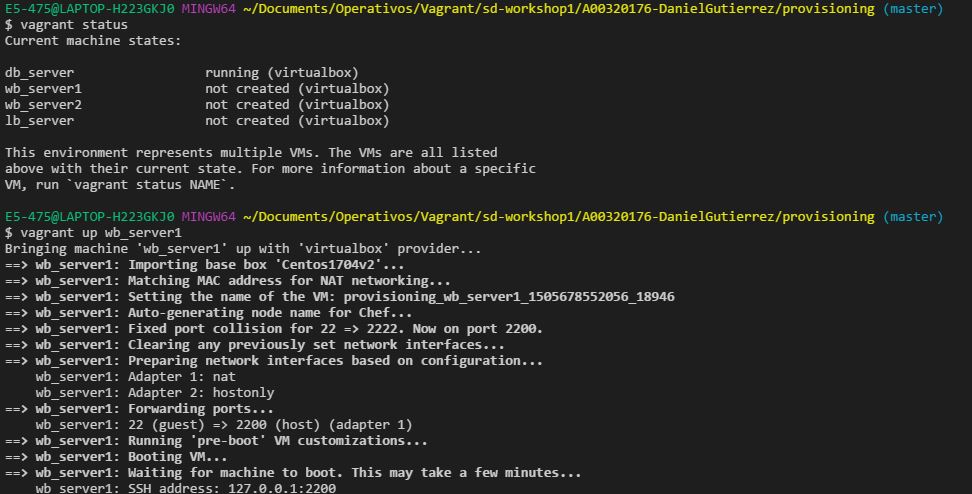 E5-475@LAPTOP-H223GKJ0 MINGW64 ~/Documents/Operativos/Vagrant/sd-workshop1/A00320176-DanielGutierrez/provisioning (master)
$ vagrant status
Current machine states:

db_server                 running (virtualbox)
wb_server1                not created (virtualbox)
wb_server2                not created (virtualbox)
lb_server                 not created (virtualbox)

This environment represents multiple VMs. The VMs are all listed
above with their current state. For more information about a specific
VM, run `vagrant status NAME`.

E5-475@LAPTOP-H223GKJ0 MINGW64 ~/Documents/Operativos/Vagrant/sd-workshop1/A00320176-DanielGutierrez/provisioning (master)
$ vagrant up wb_server1
Bringing machine 'wb_server1' up with 'virtualbox' provider...
==> wb_server1: Importing base box 'Centos1704v2'...
==> wb_server1: Matching MAC address for NAT networking...
==> wb_server1: Setting the name of the VM: provisioning_wb_server1_1505678552056_18946
==> wb_server1: Auto-generating node name for Chef...
==> wb_server1: Fixed port collision for 22 => 2222. Now on port 2200.
==> wb_server1: Clearing any previously set network interfaces...
==> wb_server1: Preparing network interfaces based on configuration...
    wb_server1: Adapter 1: nat
    wb_server1: Adapter 2: hostonly
==> wb_server1: Forwarding ports...
    wb_server1: 22 (guest) => 2200 (host) (adapter 1)
==> wb_server1: Running 'pre-boot' VM customizations...
==> wb_server1: Booting VM...
==> wb_server1: Waiting for machine to boot. This may take a few minutes...
    wb_server1: SSH address: 127.0.0.1:2200